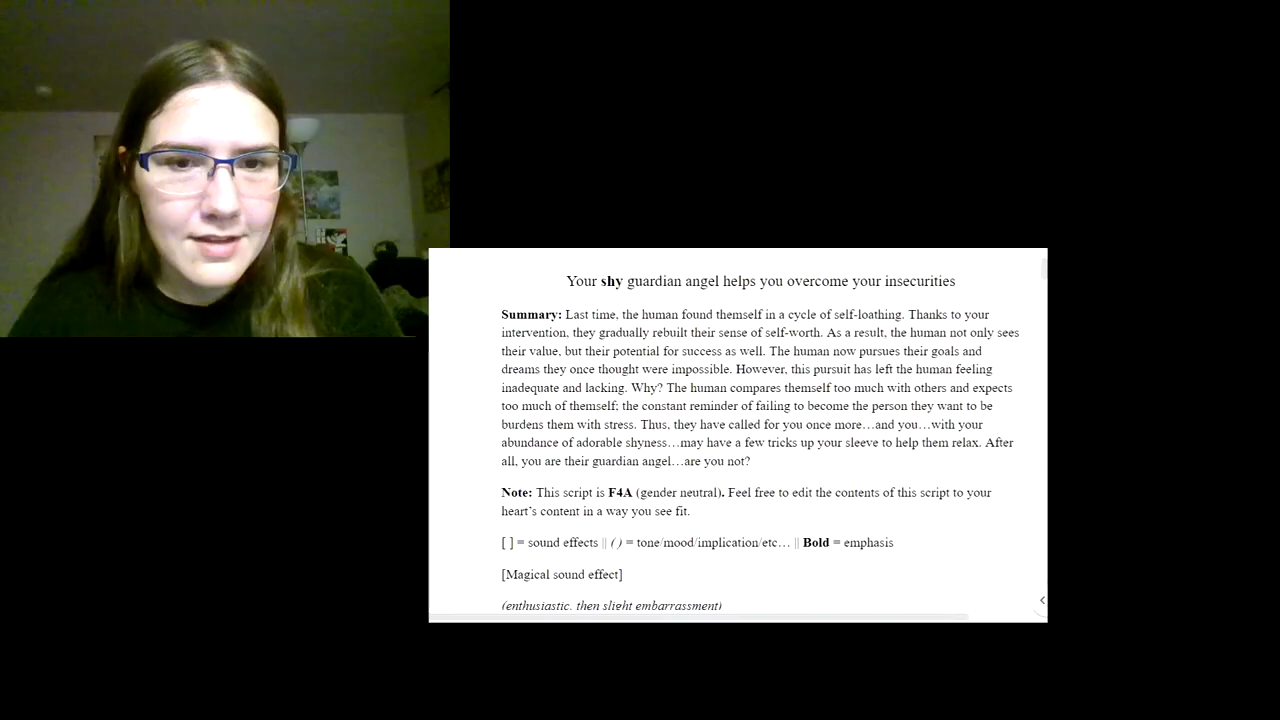 Your shy guardian angel helps you overcome your insecurities
Summary: Last time, the human found themself in a cycle of self-loathing. Thanks to your
intervention, they gradually rebuilt their sense of self-worth. As a result, the human not only sees
their value, but their potential for success as well. The human now pursues their goals and
dreams they once thought were impossible. However, this pursuit has left the human feeling
inadequate and lacking. Why? The human compares themself too much with others and expects
too much of themself; the constant reminder of failing to become the person they want to be
burdens them with stress. Thus, they have called for you once more…and you…with your
abundance of adorable shyness…may have a few tricks up your sleeve to help them relax. After
all, you are their guardian angel…are you not?
Note: This script is F4A (gender neutral). Feel free to edit the contents of this script to your
heart’s content in a way you see fit.
[ ] = sound effects || ( ) = tone/mood/implication/etc… || Bold = emphasis
[Magical sound effect]
(enthusiastic, then slight embarrassment)